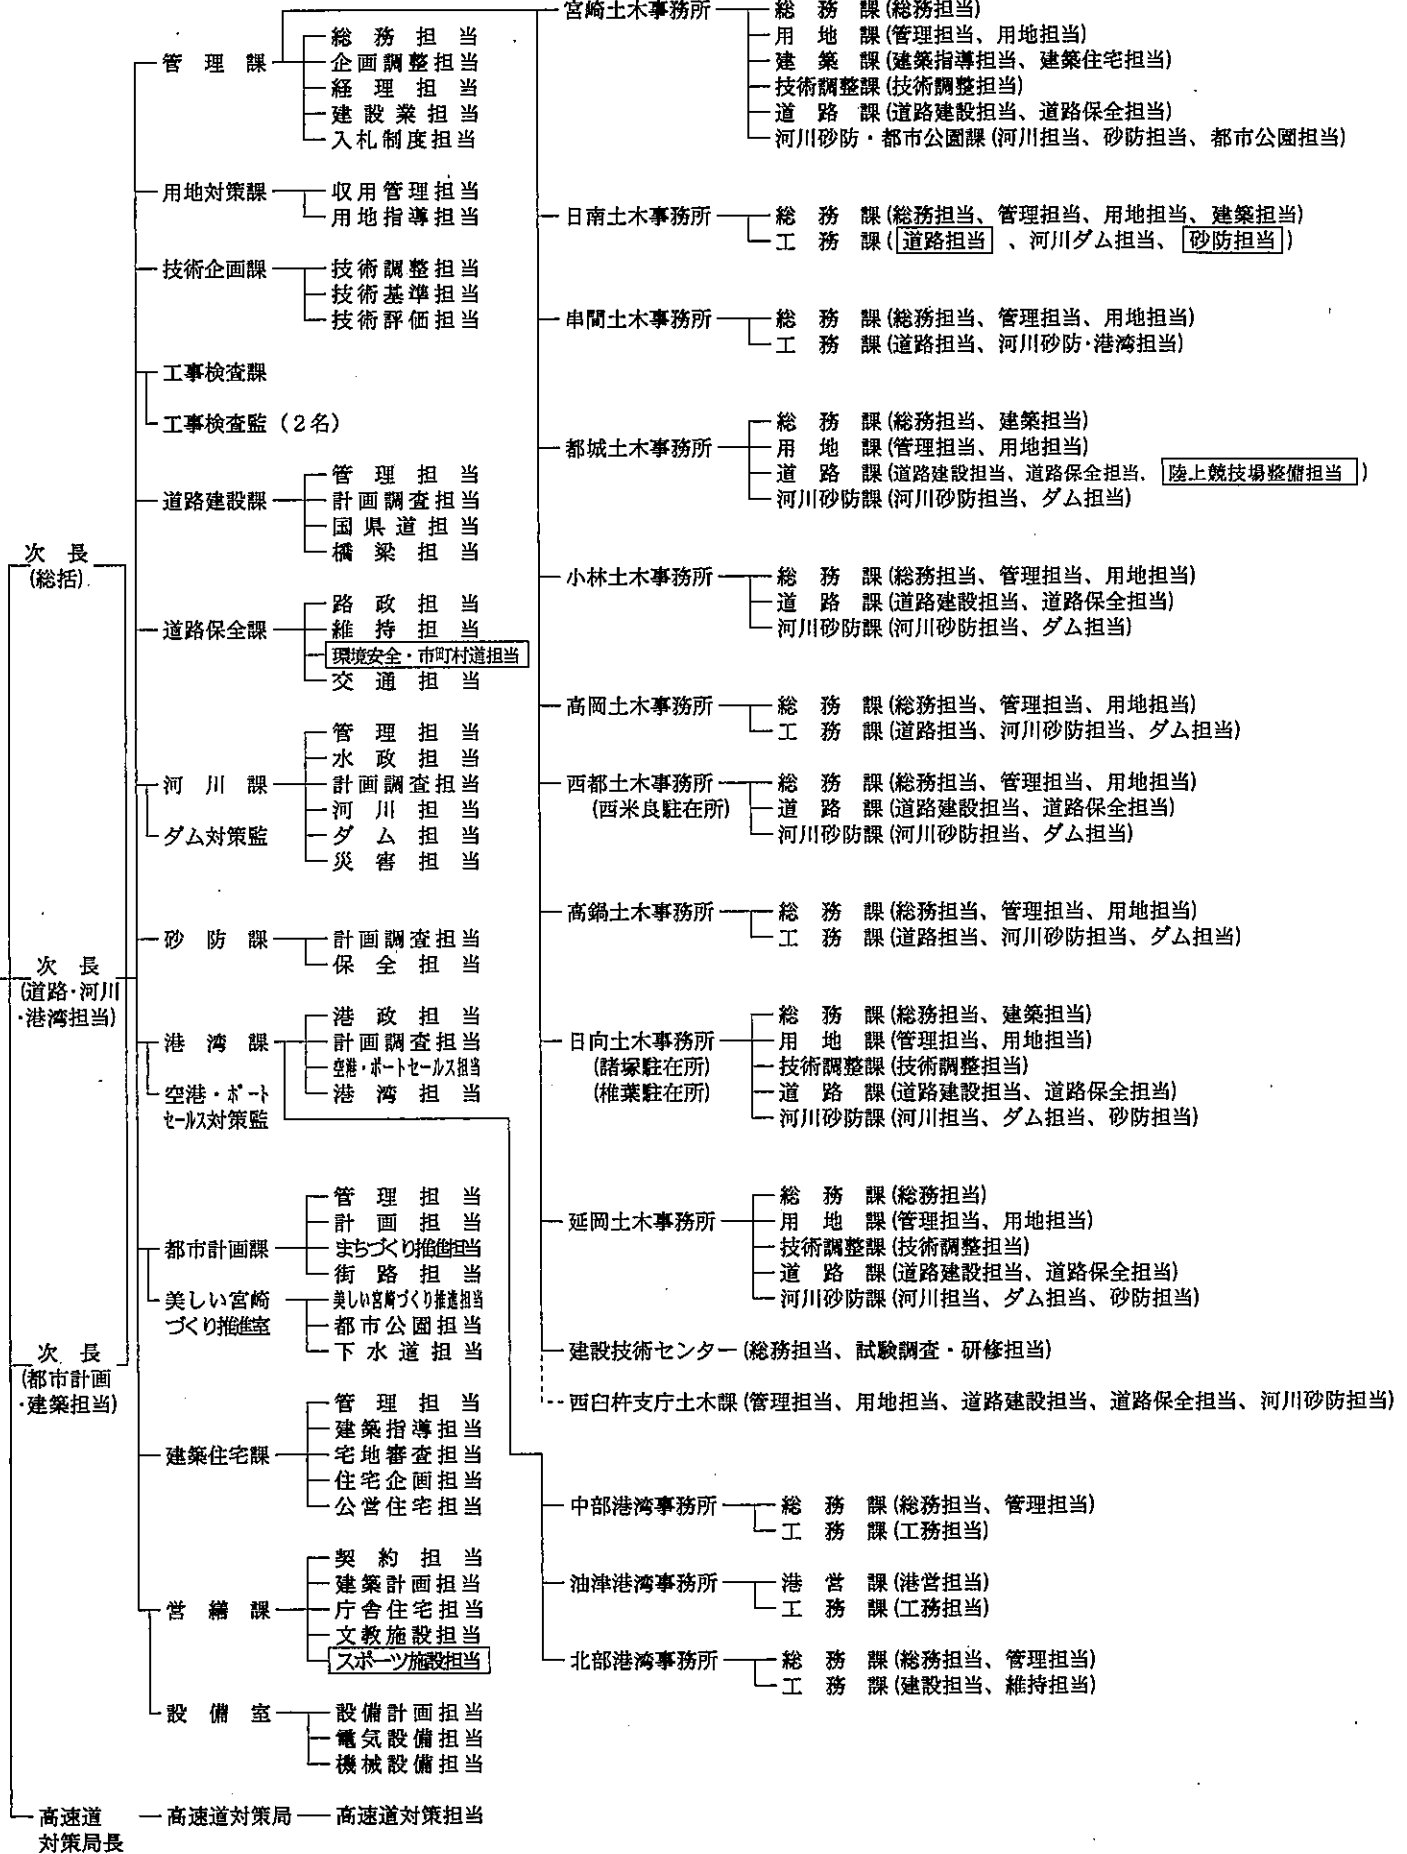 次長
(総括)
次長
(道路・河川
・港湾担当)
次長
(都市計画
・建築担当)
高速道
対策局長
管理課
総務担当
企画調整担当
経理担当
建設業担当
入札制度担当
用地対策課
収用管理担当
用地指導担当
技術企画課
技術調整担当
技術基準担当
技術評価担当
工事検査課
工事検査監(2名)
道路建設課
管理担当
計画調査担当
国県道担当
橋梁担当
道路保全課
路政担当
維持担当
環境安全・市町村道担当
交通担当
河川課
ダム対策監
管理担当
水政担当
計画調査担当
河川担当
ダム担当
災害担当
砂防課
計画調査担当
保全担当
港湾課
空港・ポート
セールス対策監
港政担当
計画調査担当
空港・ポートセールス担当
港湾担当
都市計画課
管理担当
計画担当
まちづくり推進担当
街路担当
美しい宮崎
づくり推進室
美しい宮崎づくり推進担当
都市公園担当
下水道担当
建築住宅課
管理担当
建築指導担当
宅地審査担当
住宅企画担当
公営住宅担当
営繕課
契約担当
建築計画担当
庁舎住宅担当
文教施設担当
スポーツ施設担当
設備室
設備計画担当
電気設備担当
機械設備担当
高速道対策局
高速道対策担当
宮崎土木事務所
総務課(総務担当)
用地課(管理担当、用地担当)
建築課(建築指導担当、建築住宅担当)
技術調整課(技術調整担当)
道路課(道路建設担当、道路保全担当)
河川砂防・都市公園課(河川担当、砂防担当、都市公園担当)
日南土木事務所
総務課(総務担当、管理担当、用地担当、建築担当)
工務課(道路担当、河川ダム担当、砂防担当)
串間土木事務所
総務課(総務担当、管理担当、用地担当)
工務課(道路担当、河川砂防・港湾担当)
都城土木事務所
総務課(総務担当、建築担当)
用地課(管理担当、用地担当)
道路課(道路建設担当、道路保全担当、陸上競技場整備担当)
河川砂防課(河川砂防担当、ダム担当)
小林土木事務所
総務課(総務担当、管理担当、用地担当)
道路課(道路建設担当、道路保全担当)
河川砂防課(河川砂防担当、ダム担当)
高岡土木事務所
総務課(総務担当、管理担当、用地担当)
工務課(道路担当、河川砂防担当、ダム担当)
西都土木事務所
(西米良駐在所)
総務課(総務担当、管理担当、用地担当)
道路課(道路建設担当、道路保全担当)
河川砂防課(河川砂防担当、ダム担当)
高鍋土木事務所
総務課(総務担当、管理担当、用地担当)
工務課(道路担当、河川砂防担当、ダム担当)
日向土木事務所
(諸塚駐在所)
(椎葉駐在所)
総務課(総務担当、建築担当)
用地課(管理担当、用地担当)
技術調整課(技術調整担当)
道路課(道路建設担当、道路保全担当)
河川砂防課(河川担当、ダム担当、砂防担当)
延岡土木事務所
総務課(総務担当)
用地課(管理担当、用地担当)
技術調整課(技術調整担当)
道路課(道路建設担当、道路保全担当)
河川砂防課(河川担当、ダム担当、砂防担当)
建設技術センター(総務担当、試験調査・研修担当)
西臼杵支庁土木課(管理担当、用地担当、道路建設担当、道路保全担当、河川砂防担当)
中部港湾事務所
総務課(総務担当、管理担当)
工務課(工務担当)
油津港湾事務所
港営課(港営担当)
工務課(工務担当)
北部港湾事務所
総務課(総務担当、管理担当)
工務課(建設担当、維持担当)